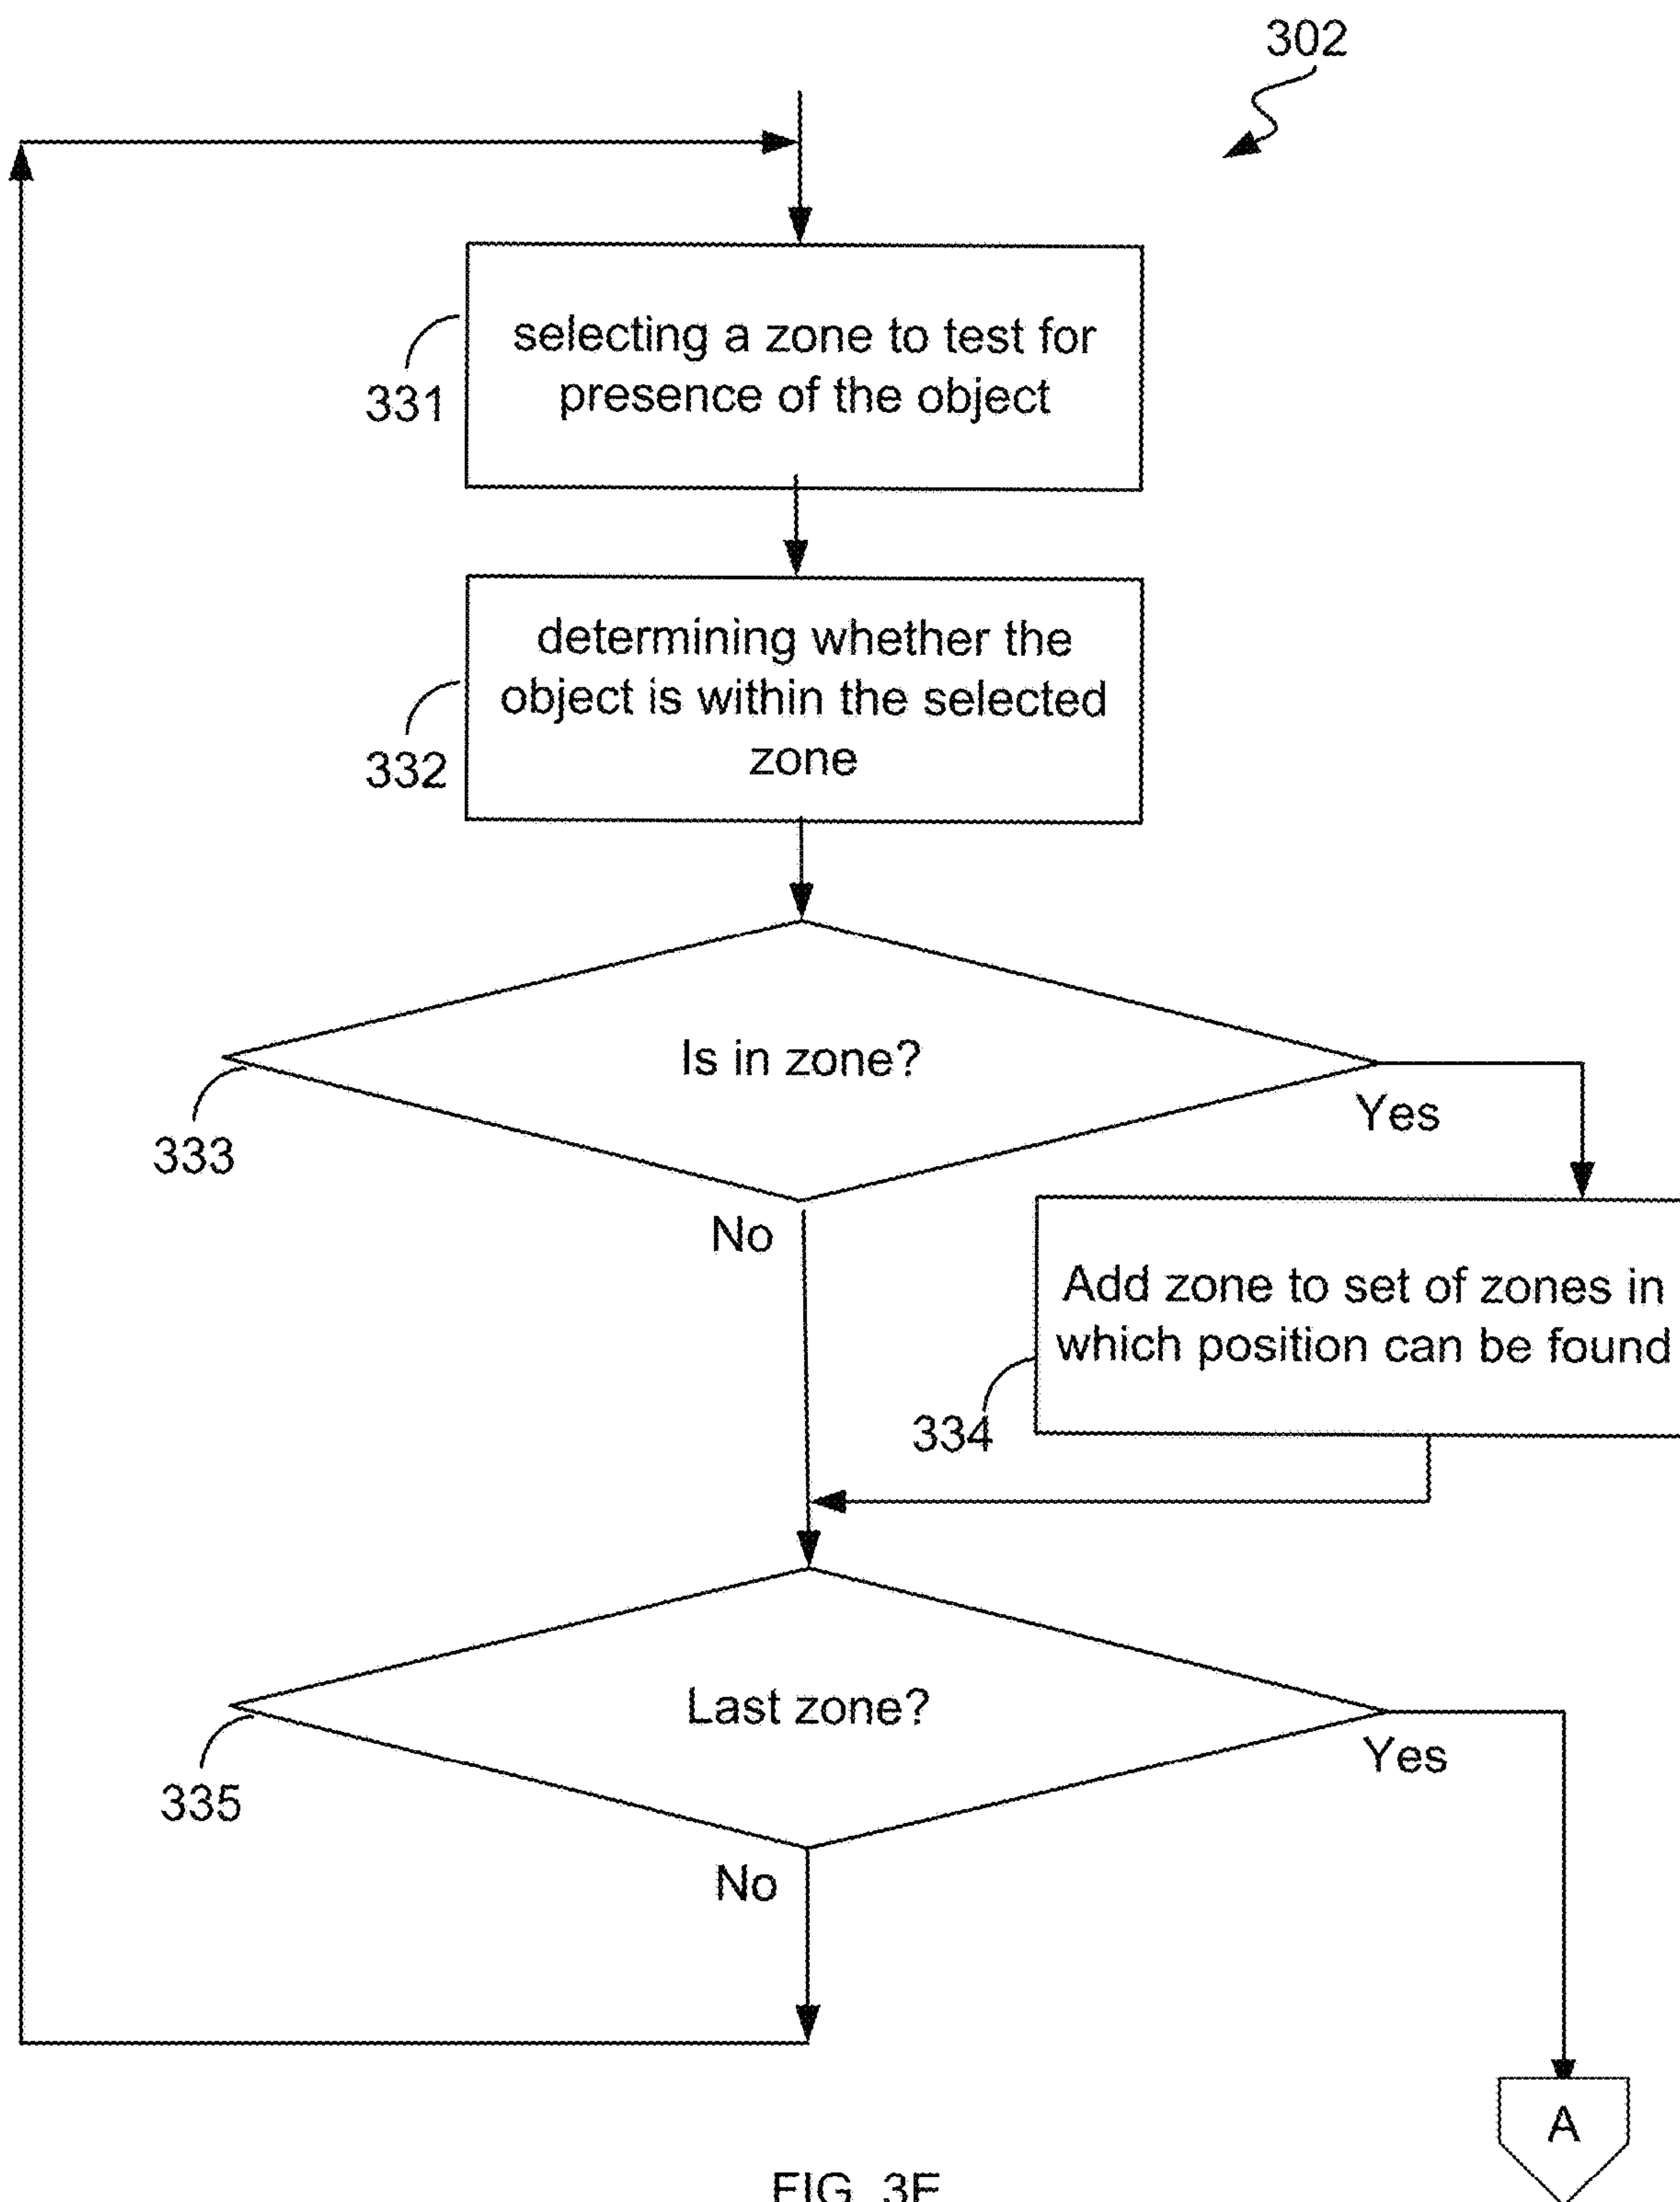 302
selecting a zone to test for
presence of the object
331
determining whether the
object is within the selected
zone
332
Is in zone?
Yes
333
No
Add zone to set of zones in
which position can be found
334
Last zone?
Yes
335
No
A
FIG. 3E